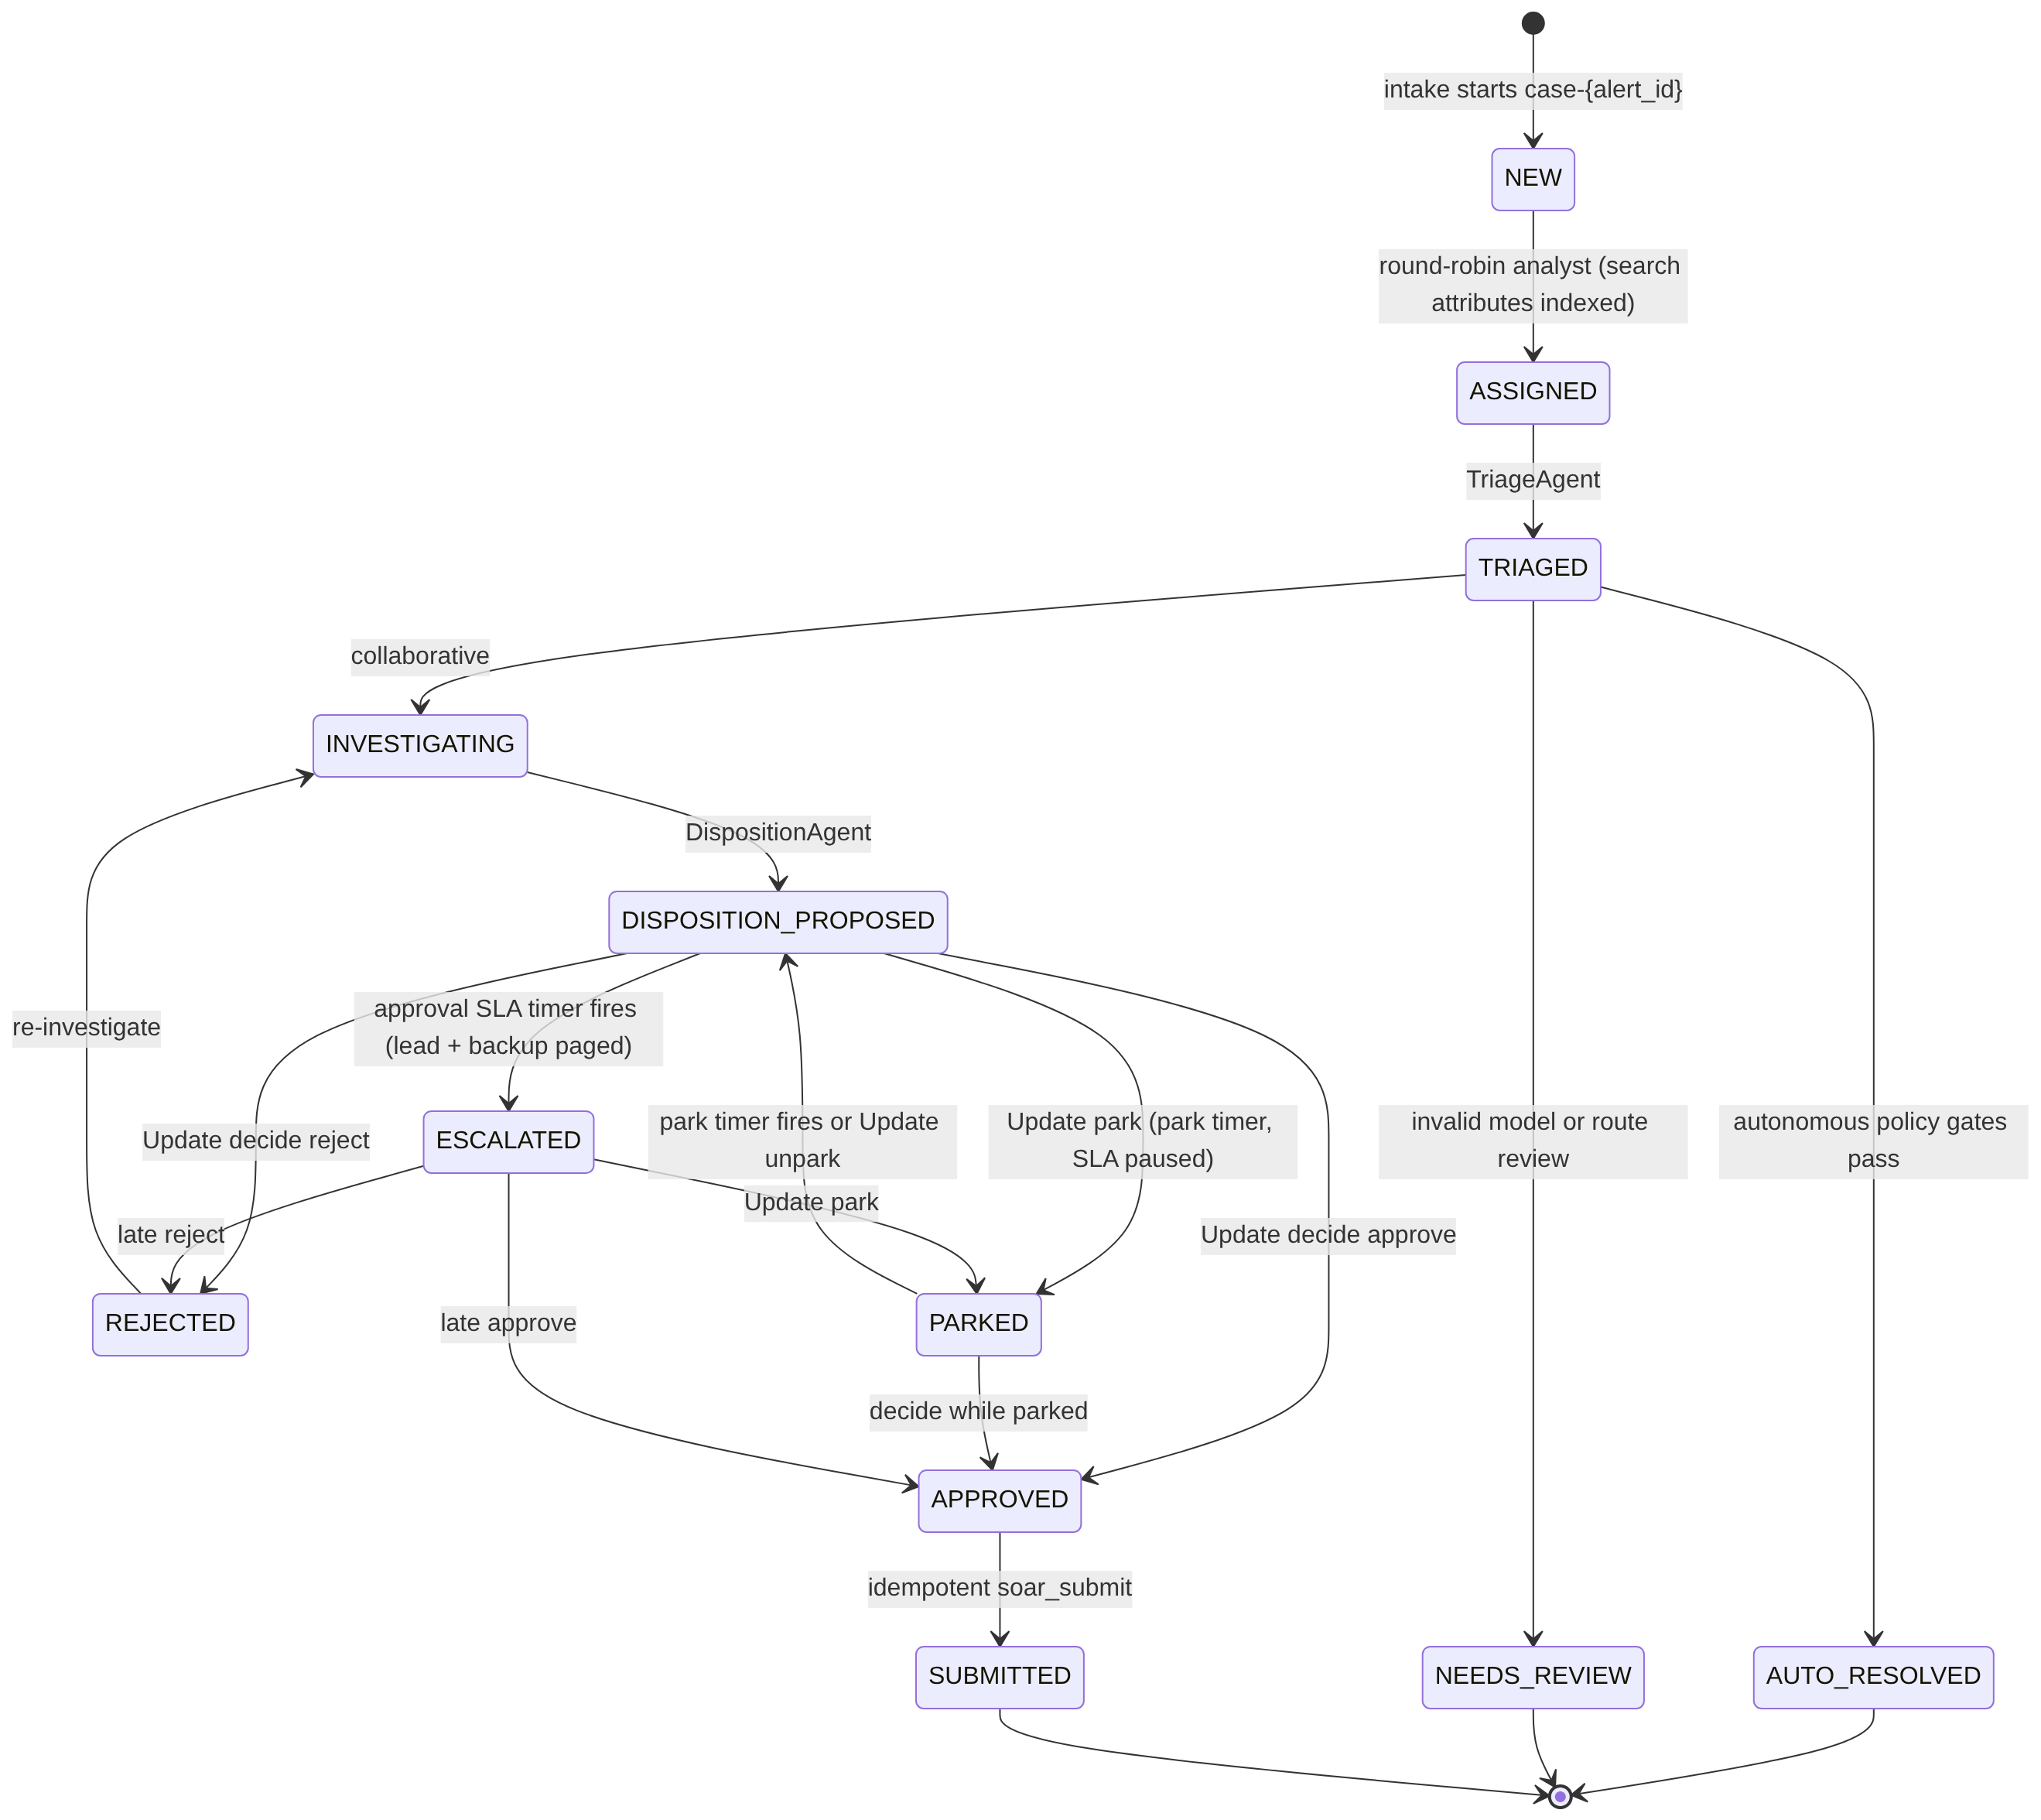 intake starts case-{alert_id}
NEW
round-robin analyst (search
attributes indexed)
ASSIGNED
TriageAgent
TRIAGED
collaborative
INVESTIGATING
DispositionAgent
DISPOSITION_PROPOSED
approval SLA timer fires
(lead + backup paged)
re-investigate
Update decide reject
ESCALATED
park timer fires or Update
unpark
Update park (park timer,
SLA paused)
invalid model or route
review
autonomous policy gates
pass
Update park
late reject
Update decide approve
REJECTED
late approve
PARKED
decide while parked
APPROVED
idempotent soar_submit
SUBMITTED
NEEDS_REVIEW
AUTO_RESOLVED